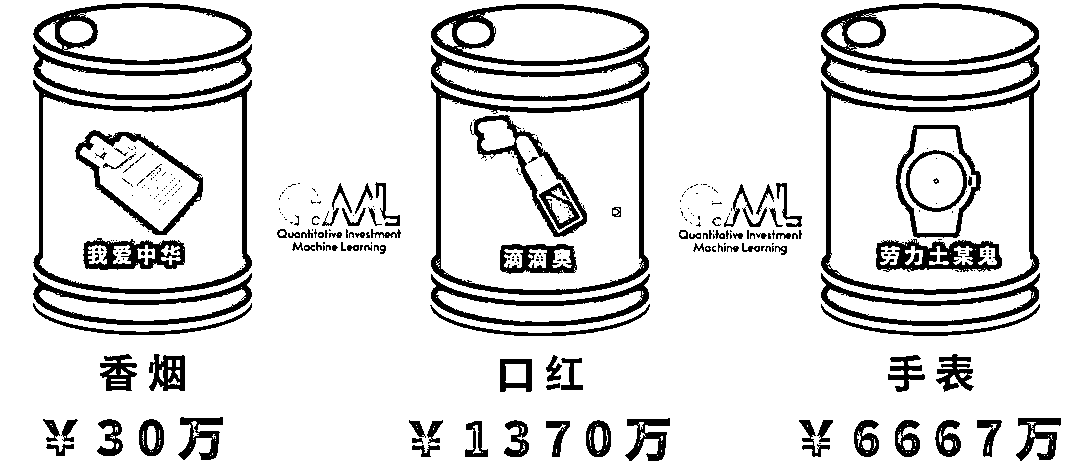 我爱中华
滴滴奥
劳力士某鬼
QIML
Quantitative Investment
Machine Learning
QIML
Quantitative Investment
Machine Learning
香烟
口红
手表
¥30万
¥1370万
¥6667万